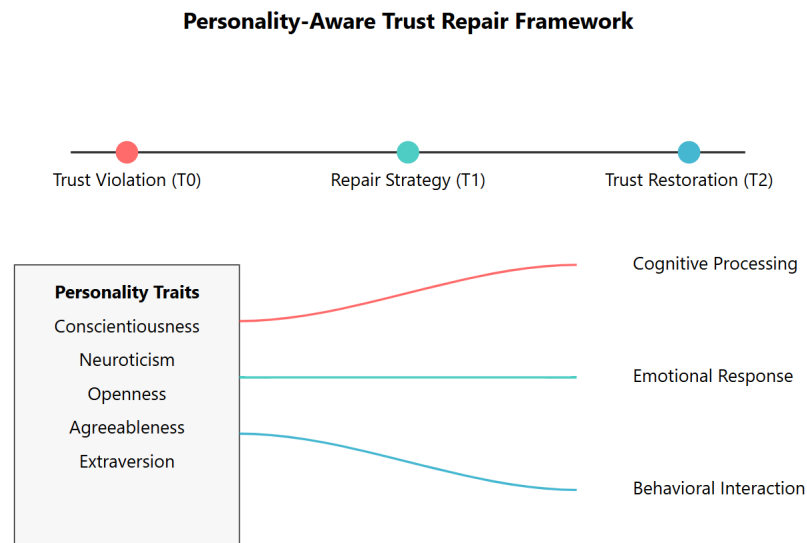 Personality-Aware Trust Repair Framework
Trust Violation (T0)
Repair Strategy (T1)
Trust Restoration (T2)
Personality Traits
Conscientiousness
Neuroticism
Openness
Agreeableness
Extraversion
Cognitive Processing
Emotional Response
Behavioral Interaction